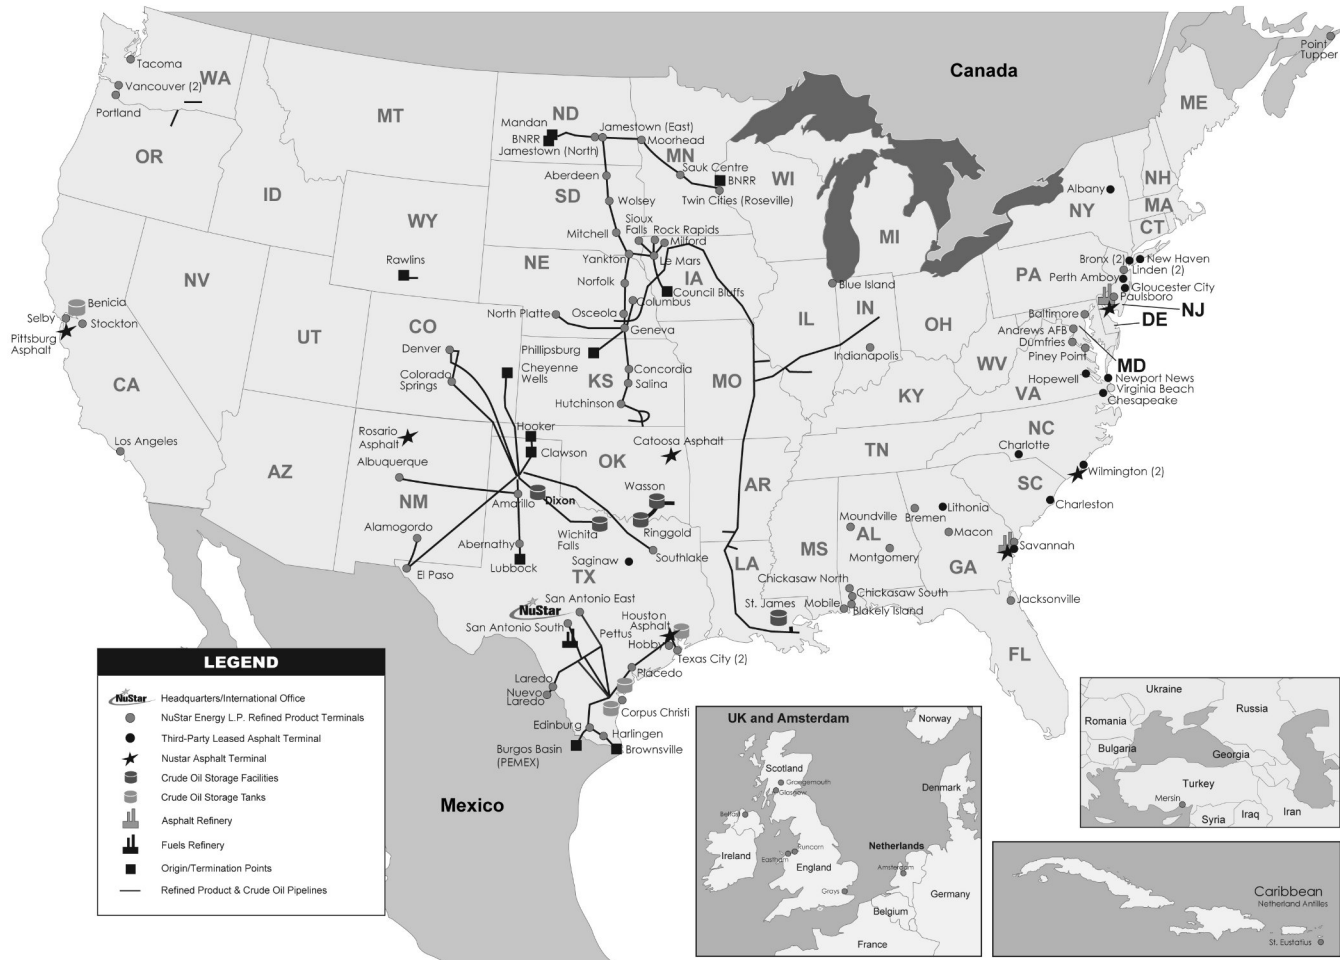 Canada
Point
Tupper
Tacoma
WA
Vancouver (2)
Portland
MT
ND
Mandan
BNRR
Jamestown (North)
Jamestown (East)
Moorhead
MN
Sauk Centre
BNRR
Twin Cities (Roseville)
WI
ME
OR
ID
Aberdeen
SD
Wolsey
Sioux
Falls
Rock Rapids
Milford
Mitchell
Yankton
Le Mars
WY
Rawlins
NE
Norfolk
Columbus
IA
Council Bluffs
North Platte
Osceola
Geneva
MI
Albany
NY
NH
MA
CT
Bronx (2)
New Haven
Linden (2)
PA
Perth Amboy
Gloucester City
Paulsboro
NJ
DE
Baltimore
Andrews AFB
Dumfries
Piney Point
MD
Hopewell
Newport News
Virginia Beach
Chesapeake
VA
WV
Blue Island
IL
IN
OH
Indianapolis
KY
Benicia
Selby
Stockton
Pittsburg
Asphalt
NV
UT
CO
Denver
Colorado
Springs
Phillipsburg
Cheyenne
Wells
KS
Concordia
Salina
Hutchinson
MO
CA
Los Angeles
AZ
Rosario
Asphalt
Albuquerque
NM
Alamogordo
El Paso
Hooker
Clawson
OK
Catoosa Asphalt
Wasson
Ringgold
Dixon
Amarillo
Wichita
Falls
Abernathy
Lubbock
Saginaw
Southlake
TX
AR
LA
TN
NC
Charlotte
Wilmington (2)
SC
Charleston
MS
AL
Moundville
Montgomery
Bremen
Lithonia
Macon
GA
Savannah
Chickasaw North
Chickasaw South
Mobile
Blakely Island
Jacksonville
FL
St. James
NuStar
San Antonio East
San Antonio South
Pettus
Houston
Asphalt
Hobby
Texas City (2)
Placedo
Corpus Christi
Laredo
Nuevo
Laredo
Edinburg
Harlingen
Burgos Basin
(PEMEX)
Brownsville
Mexico
LEGEND
NuStar
Headquarters/International Office
NuStar Energy L.P. Refined Product Terminals
Third-Party Leased Asphalt Terminal
Nustar Asphalt Terminal
Crude Oil Storage Facilities
Crude Oil Storage Tanks
Asphalt Refinery
Fuels Refinery
Origin/Termination Points
Refined Product & Crude Oil Pipelines
UK and Amsterdam
Norway
Scotland
Grangemouth
Glasgow
Denmark
Belfast
Ireland
Runcorn
Eastham
England
Netherlands
Amsterdam
Grays
Germany
Belgium
France
Ukraine
Russia
Romania
Bulgaria
Georgia
Turkey
Mersin
Syria
Iraq
Iran
Caribbean
Netherland Antilles
St. Eustatius